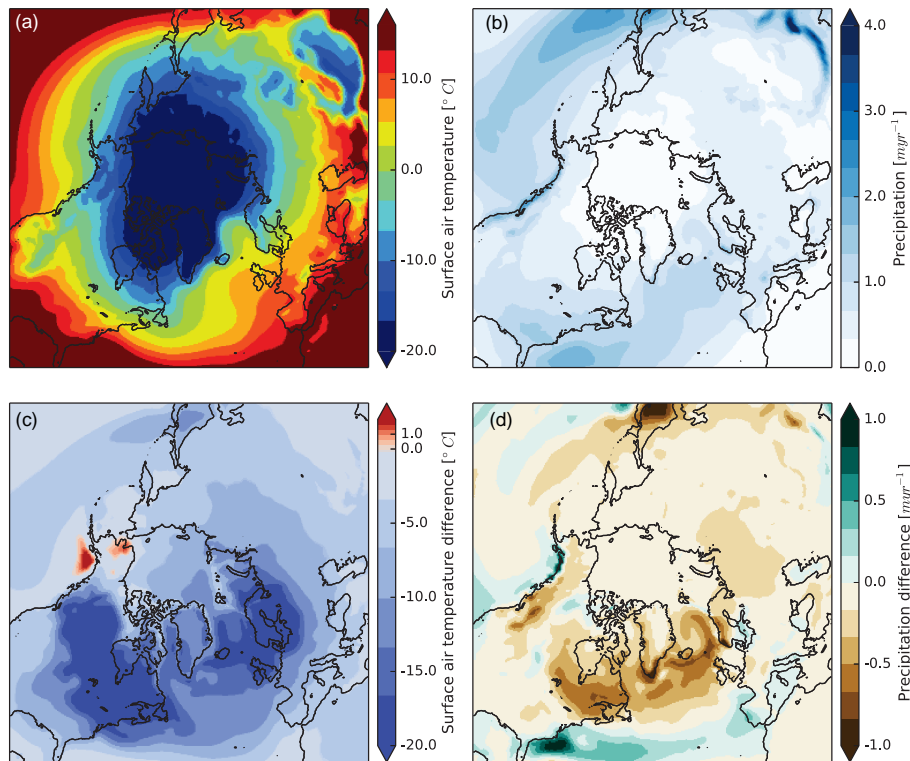 (a)
10.0
0.0
-10.0
-20.0
Surface air temperature [° C]
(b)
4.0
3.0
2.0
1.0
0.0
Precipitation [myr⁻¹]
(c)
1.0
-5.0
-10.0
-15.0
-20.0
Surface air temperature difference [° C]
(d)
1.0
0.5
0.0
-0.5
-1.0
Precipitation difference [myr⁻¹]